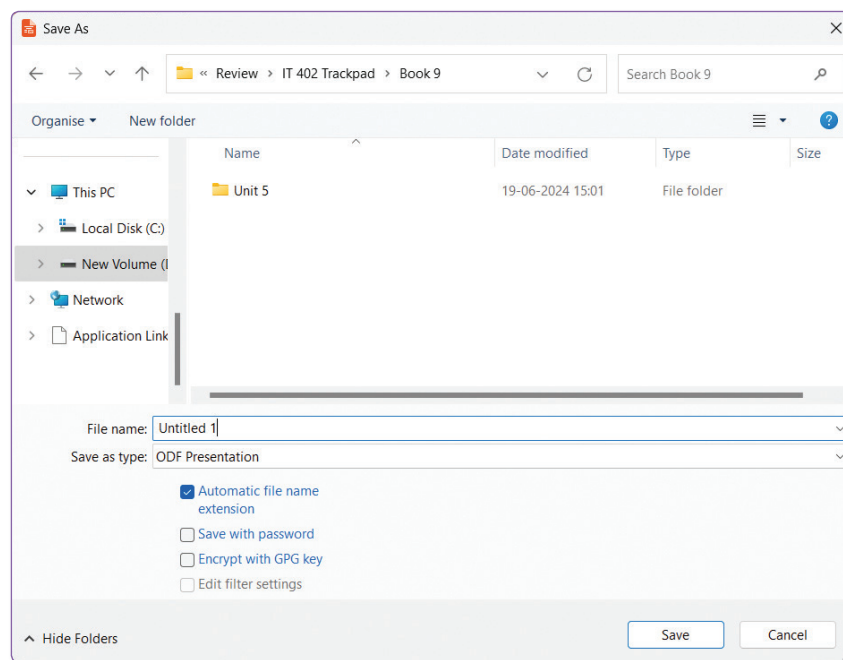 Save As
« Review > IT 402 Trackpad > Book 9
Search Book 9
Organise
New folder
Name
Date modified
Type
Size
This PC
Unit 5
19-06-2024 15:01
File folder
Local Disk (C:)
New Volume (
Network
Application Link
File name: Untitled 1
Save as type: ODF Presentation
Automatic file name
extension
Save with password
Encrypt with GPG key
Edit filter settings
Hide Folders
Save
Cancel